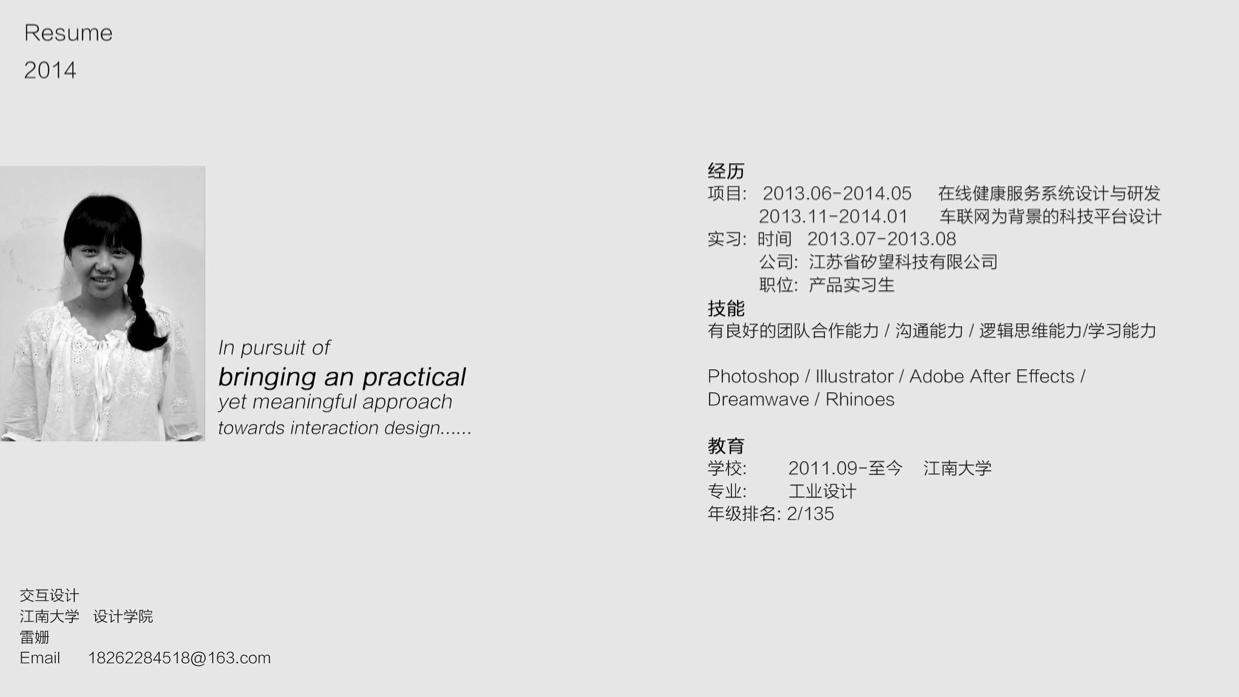 Resume
2014
In pursuit of
bringing an practical
yet meaningful approach
towards interaction design......
经历
项目: 2013.06-2014.05 在线健康服务系统设计与研发
2013.11-2014.01 车联网为背景的科技平台设计
实习: 时间 2013.07-2013.08
公司: 江苏省矽望科技有限公司
职位: 产品实习生
技能
有良好的团队合作能力 / 沟通能力 / 逻辑思维能力/学习能力
Photoshop / Illustrator / Adobe After Effects /
Dreamwave / Rhinoes
教育
学校: 2011.09-至今 江南大学
专业: 工业设计
年级排名: 2/135
交互设计
江南大学 设计学院
雷姗
Email 18262284518@163.com